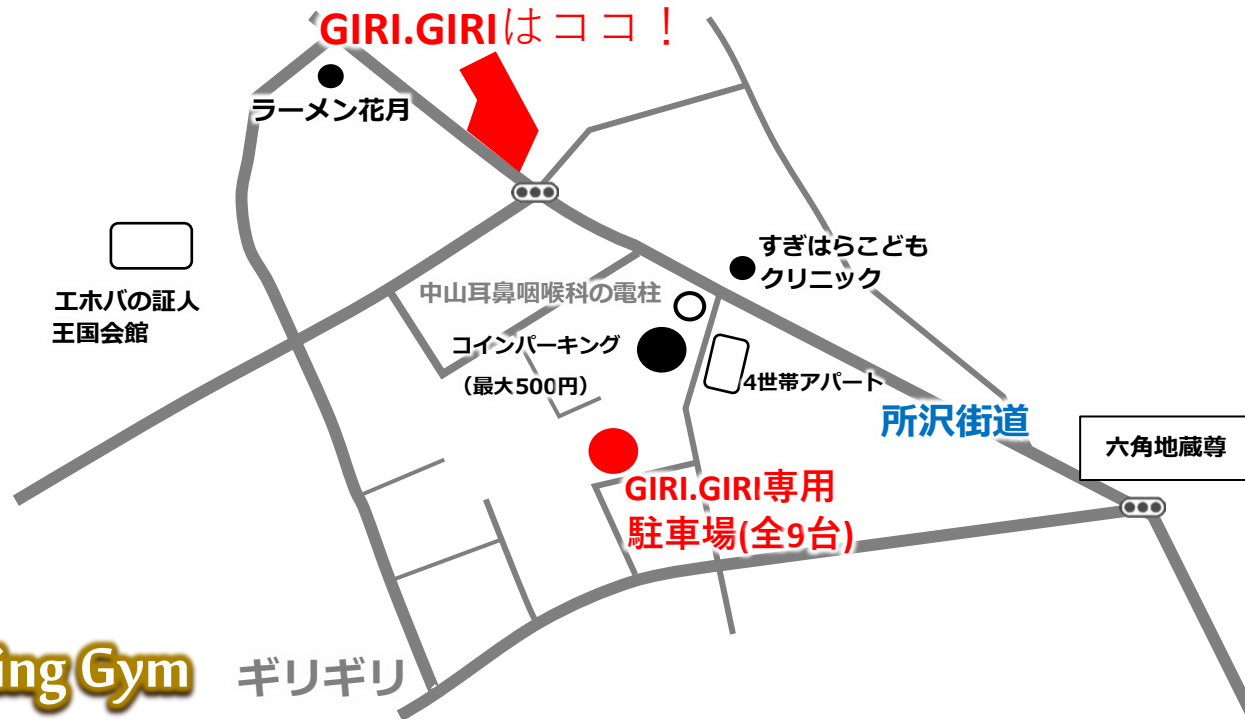 GIRI.GIRIはココ！
ラーメン花月
すぎはらこども
クリニック
エホバの証人
王国会館
中山耳鼻咽喉科の電柱
コインパーキング
（最大500円）
4世帯アパート
所沢街道
六角地蔵尊
GIRI.GIRI専用
駐車場(全9台)
ing Gym
ギリギリ